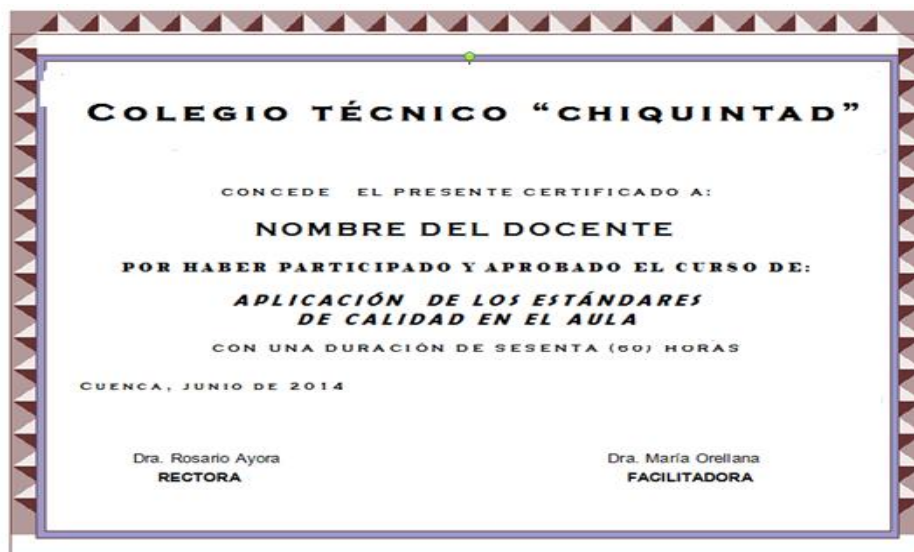 COLEGIO TÉCNICO “CHIQUINTAD”
CONCEDE EL PRESENTE CERTIFICADO A:
NOMBRE DEL DOCENTE
POR HABER PARTICIPADO Y APROBADO EL CURSO DE:
APLICACIÓN DE LOS ESTÁNDARES
DE CALIDAD EN EL AULA
CON UNA DURACIÓN DE SESENTA (60) HORAS
CUENCA, JUNIO DE 2014
Dra. Rosario Ayora Dra. María Orellana
RECTORA FACILITADORA